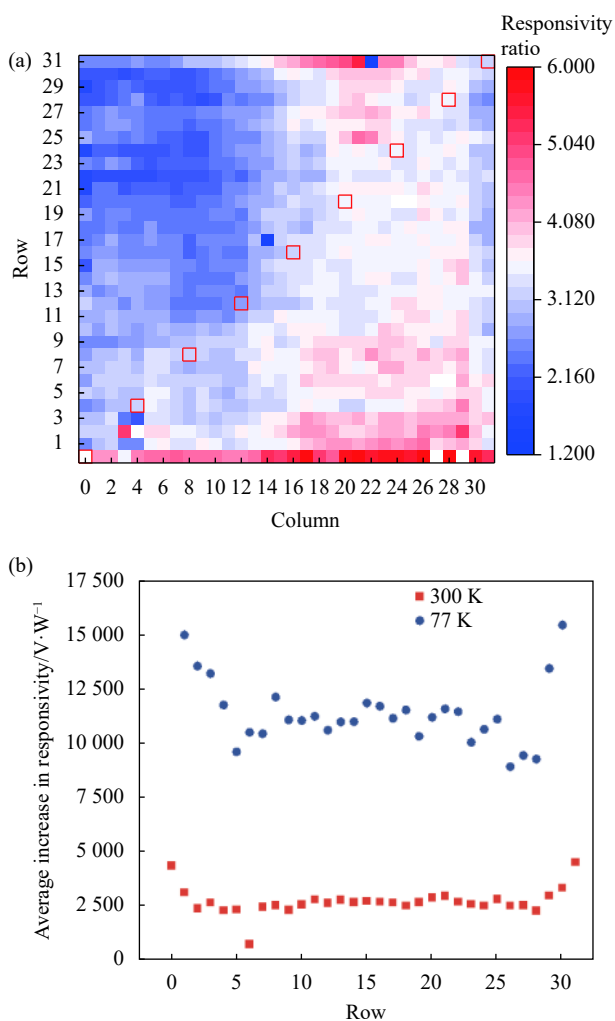 (a)
Responsivity
ratio
6.000
5.040
4.080
3.120
2.160
1.200
Row
31
29
27
25
23
21
19
17
15
13
11
9
7
5
3
1
0 2 4 6 8 10 12 14 16 18 20 22 24 26 28 30
Column
(b)
Average increase in responsivity/V·W⁻¹
17 500
15 000
12 500
10 000
7 500
5 000
2 500
0
300 K
77 K
0 5 10 15 20 25 30
Row